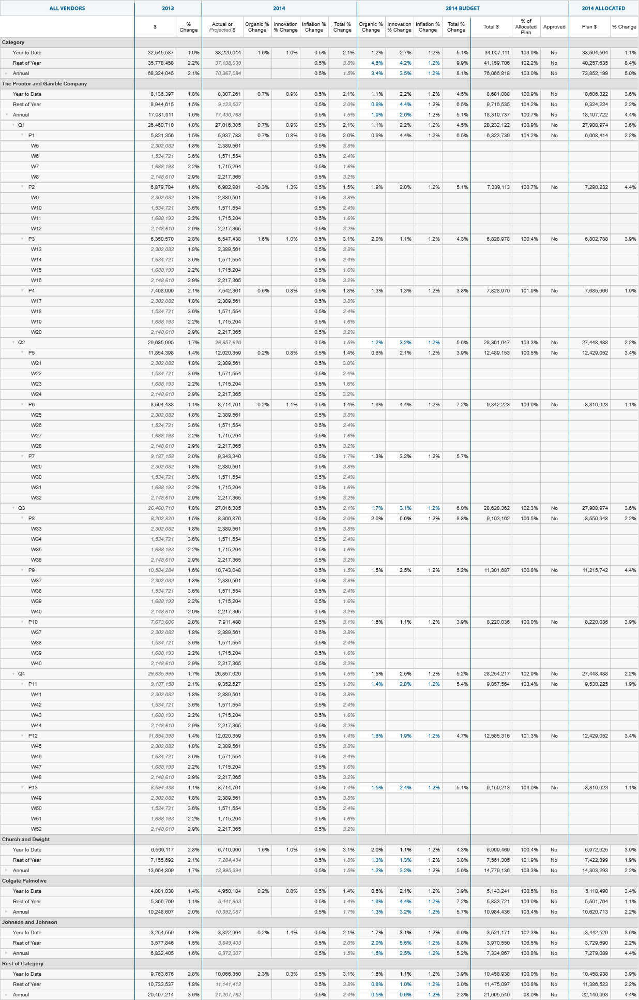 ALL VENDORS 2013 2014 2014 BUDGET 2014 ALLOCATED
$ % Change Actual or Projected $ Organic % Change Innovation % Change Inflation % Change Total % Change Organic % Change Innovation % Change Inflation % Change Total % Change Total $ % of Allocated Plan Approved Plan $ % Change
Category
Year to Date 32,545,587 1.9% 33,229,044 1.6% 1.0% 0.5% 2.1% 1.2% 2.7% 1.2% 5.1% 34,907,111 103.9% No 33,594,564 1.1%
Rest of Year 35,778,458 2.2% 37,138,039 0.5% 3.8% 4.5% 4.2% 1.2% 9.9% 41,159,706 102.2% No 40,257,635 8.4%
Annual 68,324,045 2.1% 70,367,084 0.5% 1.5% 3.4% 3.5% 1.2% 8.1% 76,066,818 103.0% No 73,852,199 5.0%
The Proctor and Gamble Company
Year to Date 8,136,397 1.8% 8,307,261 0.7% 0.9% 0.5% 2.1% 1.1% 2.2% 1.2% 4.5% 8,681,088 100.9% No 8,606,322 3.6%
Rest of Year 8,944,615 1.5% 9,123,507 0.5% 2.0% 0.9% 4.4% 1.2% 6.5% 9,716,535 104.2% No 9,324,224 2.2%
Annual 17,081,011 1.6% 17,430,768 0.5% 1.5% 1.9% 2.0% 1.2% 5.1% 18,319,737 100.7% No 18,197,722 4.4%
Q1 26,460,710 1.8% 27,016,385 0.7% 0.9% 0.5% 2.1% 1.1% 2.2% 1.2% 4.5% 28,232,122 100.9% No 27,988,974 3.6%
P1 5,821,356 1.5% 5,937,783 0.7% 0.8% 0.5% 2.0% 0.9% 4.4% 1.2% 6.5% 6,323,739 104.2% No 6,068,414 2.2%
W5 2,302,082 1.8% 2,389,561 0.5% 3.8%
W6 1,534,721 3.6% 1,571,554 0.5% 2.4%
W7 1,688,193 2.2% 1,715,204 0.5% 1.6%
W8 2,148,610 2.9% 2,217,365 0.5% 3.2%
P2 6,879,784 1.6% 6,982,981 -0.3% 1.3% 0.5% 1.5% 1.9% 2.0% 1.2% 5.1% 7,339,113 100.7% No 7,290,232 4.4%
W9 2,302,082 1.8% 2,389,561 0.5% 3.8%
W10 1,534,721 3.6% 1,571,554 0.5% 2.4%
W11 1,688,193 2.2% 1,715,204 0.5% 1.6%
W12 2,148,610 2.9% 2,217,365 0.5% 3.2%
P3 6,350,570 2.8% 6,547,438 1.6% 1.0% 0.5% 3.1% 2.0% 1.1% 1.2% 4.3% 6,828,978 100.4% No 6,802,788 3.9%
W13 2,302,082 1.8% 2,389,561 0.5% 3.8%
W14 1,534,721 3.6% 1,571,554 0.5% 2.4%
W15 1,688,193 2.2% 1,715,204 0.5% 1.6%
W16 2,148,610 2.9% 2,217,365 0.5% 3.2%
P4 7,408,999 2.1% 7,542,361 0.6% 0.8% 0.5% 1.8% 1.3% 1.3% 1.2% 3.8% 7,828,970 101.9% No 7,685,666 1.9%
W17 2,302,082 1.8% 2,389,561 0.5% 3.8%
W18 1,534,721 3.6% 1,571,554 0.5% 2.4%
W19 1,688,193 2.2% 1,715,204 0.5% 1.6%
W20 2,148,610 2.9% 2,217,365 0.5% 3.2%
Q2 29,635,995 1.7% 26,857,620 0.5% 1.5% 1.2% 3.2% 1.2% 5.6% 28,361,647 103.3% No 27,448,488 2.2%
P5 11,854,398 1.4% 12,020,359 0.2% 0.8% 0.5% 1.4% 0.6% 2.1% 1.2% 3.9% 12,489,153 100.5% No 12,429,052 3.4%
W21 2,302,082 1.8% 2,389,561 0.5% 3.8%
W22 1,534,721 3.6% 1,571,554 0.5% 2.4%
W23 1,688,193 2.2% 1,715,204 0.5% 1.6%
W24 2,148,610 2.9% 2,217,365 0.5% 3.2%
P6 8,594,438 1.1% 8,714,761 -0.2% 1.1% 0.5% 1.4% 1.6% 4.4% 1.2% 7.2% 9,342,223 106.0% No 8,810,623 1.1%
W25 2,302,082 1.8% 2,389,561 0.5% 3.8%
W26 1,534,721 3.6% 1,571,554 0.5% 2.4%
W27 1,688,193 2.2% 1,715,204 0.5% 1.6%
W28 2,148,610 2.9% 2,217,365 0.5% 3.2%
P7 9,187,158 2.0% 9,343,340 0.5% 1.7% 1.3% 3.2% 1.2% 5.7%
W29 2,302,082 1.8% 2,389,561 0.5% 3.8%
W30 1,534,721 3.6% 1,571,554 0.5% 2.4%
W31 1,688,193 2.2% 1,715,204 0.5% 1.6%
W32 2,148,610 2.9% 2,217,365 0.5% 3.2%
Q3 26,460,710 1.8% 27,016,385 0.5% 2.1% 1.7% 3.1% 1.2% 6.0% 28,628,362 102.3% No 27,988,974 3.6%
P8 8,202,820 1.5% 8,366,876 0.5% 2.0% 2.0% 5.6% 1.2% 8.8% 9,103,162 106.5% No 8,550,948 2.2%
W33 2,302,082 1.8% 2,389,561 0.5% 3.8%
W34 1,534,721 3.6% 1,571,554 0.5% 2.4%
W35 1,688,193 2.2% 1,715,204 0.5% 1.6%
W36 2,148,610 2.9% 2,217,365 0.5% 3.2%
P9 10,584,284 1.6% 10,743,048 0.5% 1.5% 1.5% 2.5% 1.2% 5.2% 11,301,687 100.8% No 11,215,742 4.4%
W37 2,302,082 1.8% 2,389,561 0.5% 3.8%
W38 1,534,721 3.6% 1,571,554 0.5% 2.4%
W39 1,688,193 2.2% 1,715,204 0.5% 1.6%
W40 2,148,610 2.9% 2,217,365 0.5% 3.2%
P10 7,673,606 2.8% 7,911,488 0.5% 3.1% 1.6% 1.1% 1.2% 3.9% 8,220,036 100.0% No 8,220,036 3.9%
W37 2,302,082 1.8% 2,389,561 0.5% 3.8%
W38 1,534,721 3.6% 1,571,554 0.5% 2.4%
W39 1,688,193 2.2% 1,715,204 0.5% 1.6%
W40 2,148,610 2.9% 2,217,365 0.5% 3.2%
Q4 29,635,995 1.7% 26,857,620 0.5% 1.5% 1.5% 2.5% 1.2% 5.2% 28,254,217 102.9% No 27,448,488 2.2%
P11 9,187,158 2.1% 9,352,527 0.5% 1.8% 1.4% 2.8% 1.2% 5.4% 9,857,564 103.4% No 9,530,225 1.9%
W41 2,302,082 1.8% 2,389,561 0.5% 3.8%
W42 1,534,721 3.6% 1,571,554 0.5% 2.4%
W43 1,688,193 2.2% 1,715,204 0.5% 1.6%
W44 2,148,610 2.9% 2,217,365 0.5% 3.2%
P12 11,854,398 1.4% 12,020,359 0.5% 1.4% 1.6% 1.9% 1.2% 4.7% 12,585,316 101.3% No 12,429,052 3.4%
W45 2,302,082 1.8% 2,389,561 0.5% 3.8%
W46 1,534,721 3.6% 1,571,554 0.5% 2.4%
W47 1,688,193 2.2% 1,715,204 0.5% 1.6%
W48 2,148,610 2.9% 2,217,365 0.5% 3.2%
P13 8,594,438 1.1% 8,714,761 0.5% 1.4% 1.5% 2.4% 1.2% 5.1% 9,159,213 104.0% No 8,810,623 1.1%
W49 2,302,082 1.8% 2,389,561 0.5% 3.8%
W50 1,534,721 3.6% 1,571,554 0.5% 2.4%
W51 1,688,193 2.2% 1,715,204 0.5% 1.6%
W52 2,148,610 2.9% 2,217,365 0.5% 3.2%
Church and Dwight
Year to Date 6,509,117 2.8% 6,710,900 1.6% 1.0% 0.5% 3.1% 2.0% 1.1% 1.2% 4.3% 6,999,469 100.4% No 6,972,625 3.9%
Rest of Year 7,155,692 2.1% 7,284,494 0.5% 1.8% 1.3% 1.3% 1.2% 3.8% 7,561,305 101.9% No 7,422,899 1.9%
Annual 13,664,809 1.7% 13,995,394 0.5% 1.5% 1.2% 3.2% 1.2% 5.6% 14,779,136 103.3% No 14,303,293 2.2%
Colgate Palmolive
Year to Date 4,881,838 1.4% 4,950,184 0.2% 0.8% 0.5% 1.4% 0.6% 2.1% 1.2% 3.9% 5,143,241 100.5% No 5,118,490 3.4%
Rest of Year 5,366,769 1.1% 5,441,903 0.5% 1.4% 1.6% 4.4% 1.2% 7.2% 5,833,721 106.0% No 5,501,764 1.1%
Annual 10,248,607 2.0% 10,392,087 0.5% 1.7% 1.3% 3.2% 1.2% 5.7% 10,984,436 103.4% No 10,620,713 2.2%
Johnson and Johnson
Year to Date 3,254,559 1.8% 3,322,904 0.2% 1.4% 0.5% 2.1% 1.7% 3.1% 1.2% 6.0% 3,521,171 102.3% No 3,442,529 3.6%
Rest of Year 3,577,846 1.5% 3,649,403 0.5% 2.0% 2.0% 5.6% 1.2% 8.8% 3,970,550 106.5% No 3,729,690 2.2%
Annual 6,832,405 1.6% 6,972,307 0.5% 1.5% 1.5% 2.5% 1.2% 5.2% 7,334,867 100.8% No 7,279,089 4.4%
Rest of Category
Year to Date 9,763,676 2.8% 10,066,350 2.3% 0.3% 0.5% 3.1% 1.6% 1.1% 1.2% 3.9% 10,458,938 100.0% No 10,458,938 3.9%
Rest of Year 10,733,537 1.8% 11,141,412 0.5% 3.8% 0.8% 1.0% 1.2% 3.0% 11,475,097 100.8% No 11,386,523 2.2%
Annual 20,497,214 3.6% 21,207,762 0.5% 2.4% 0.5% 0.6% 1.2% 2.3% 21,695,540 98.0% No 22,140,903 4.4%